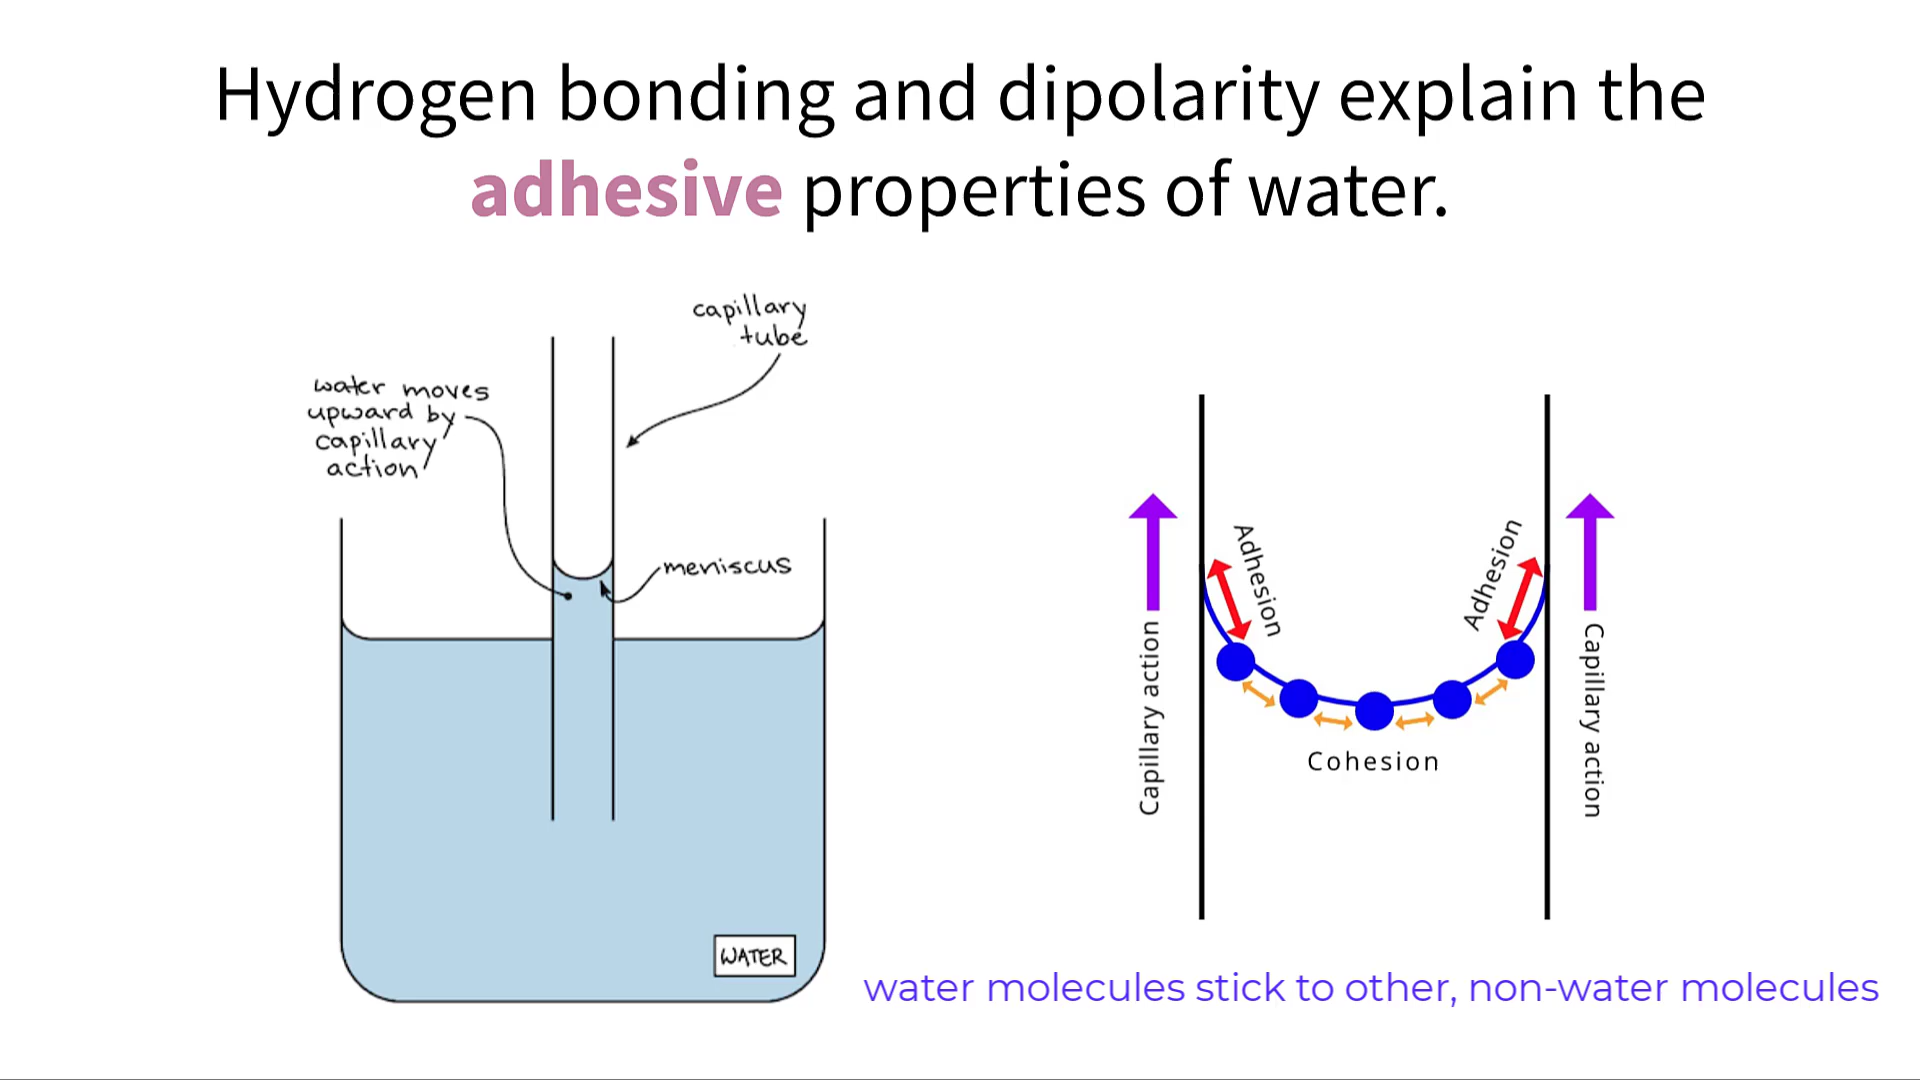 Hydrogen bonding and dipolarity explain the
adhesive properties of water.
capillary
tube
water moves
upward by
capillary
action
meniscus
WATER
Capillary action
Adhesion
Adhesion
Capillary action
Cohesion
water molecules stick to other, non-water molecules